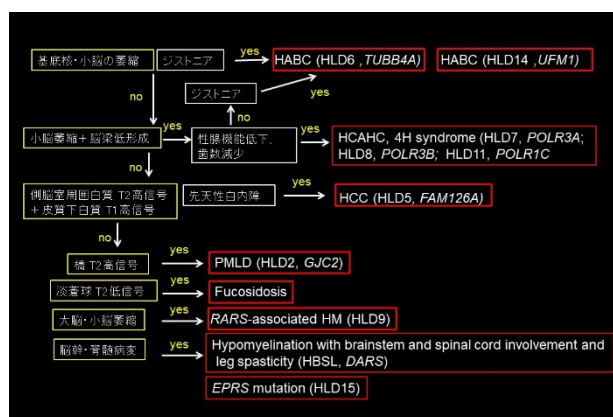 基底核・小脳の萎縮 ジストニア yes HABC (HLD6 ,TUBB4A) HABC (HLD14 ,UFM1)
no ジストニア yes
no
小脳萎縮+脳梁低形成 yes 性腺機能低下、 yes HCAHC, 4H syndrome (HLD7, POLR3A;
歯数減少 HLD8, POLR3B; HLD11, POLR1C
no
側脳室周囲白質 T2高信号 先天性白内障 yes HCC (HLD5, FAM126A)
+皮質下白質 T1高信号
no
橋 T2高信号 yes PMLD (HLD2, GJC2)
淡蒼球 T2低信号 yes Fucosidosis
大脳・小脳萎縮 yes RARS-associated HM (HLD9)
脳幹・脊髄病変 yes Hypomyelination with brainstem and spinal cord involvement and
leg spasticity (HBSL, DARS)
EPRS mutation (HLD15)